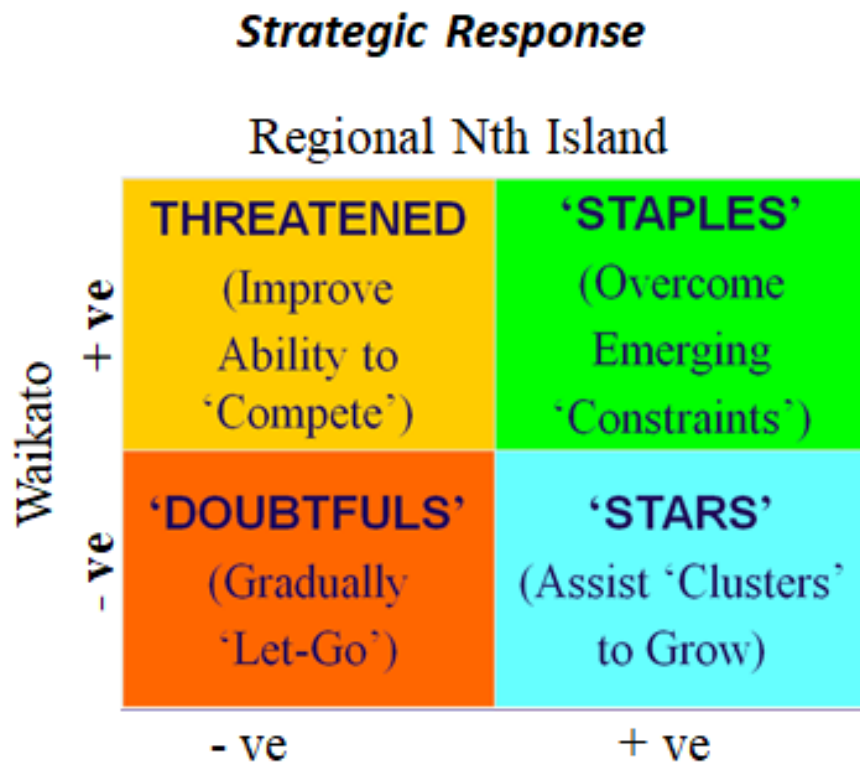 Strategic Response
Regional Nth Island
THREATENED
(Improve
Ability to
‘Compete’)
‘STAPLES’
(Overcome
Emerging
‘Constraints’)
Waikato
+ ve
- ve
‘DOUBTFULS’
(Gradually
‘Let-Go’)
‘STARS’
(Assist ‘Clusters’
to Grow)
- ve
+ ve